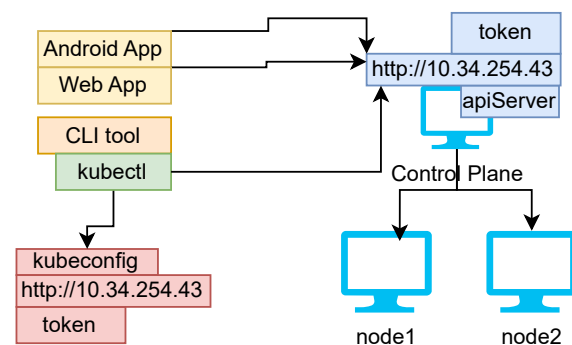 Android App
Web App
CLI tool
kubectl
kubeconfig
http://10.34.254.43
token
token
http://10.34.254.43
apiServer
Control Plane
node1
node2